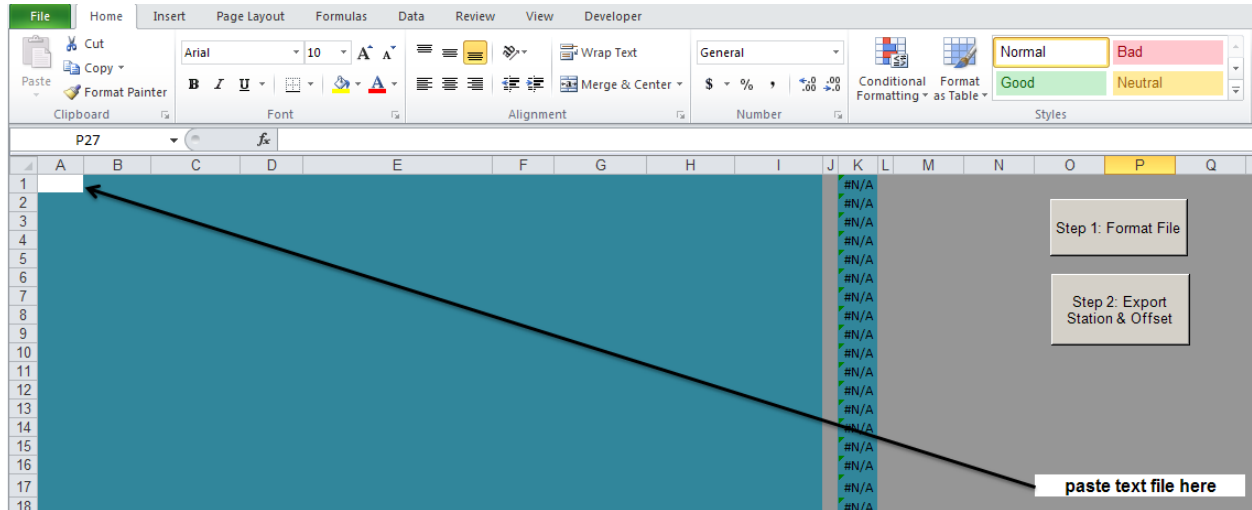 File Home Insert Page Layout Formulas Data Review View Developer
Cut
Copy
Format Painter
Paste
Arial 10 A A
Wrap Text
General
B I U A
Merge & Center
$ % , .0 .00 .00 .0
Conditional Formatting
Format as Table
Normal Bad
Good Neutral
Clipboard Font Alignment Number Styles
P27 fx
A B C D E F G H I J K L M N O P Q
1 #N/A
2 #N/A
3 #N/A
4 #N/A
5 #N/A
6 #N/A
7 #N/A
8 #N/A
9 #N/A
10 #N/A
11 #N/A
12 #N/A
13 #N/A
14 #N/A
15 #N/A
16 #N/A
17 #N/A
18 #N/A
Step 1: Format File
Step 2: Export
Station & Offset
paste text file here